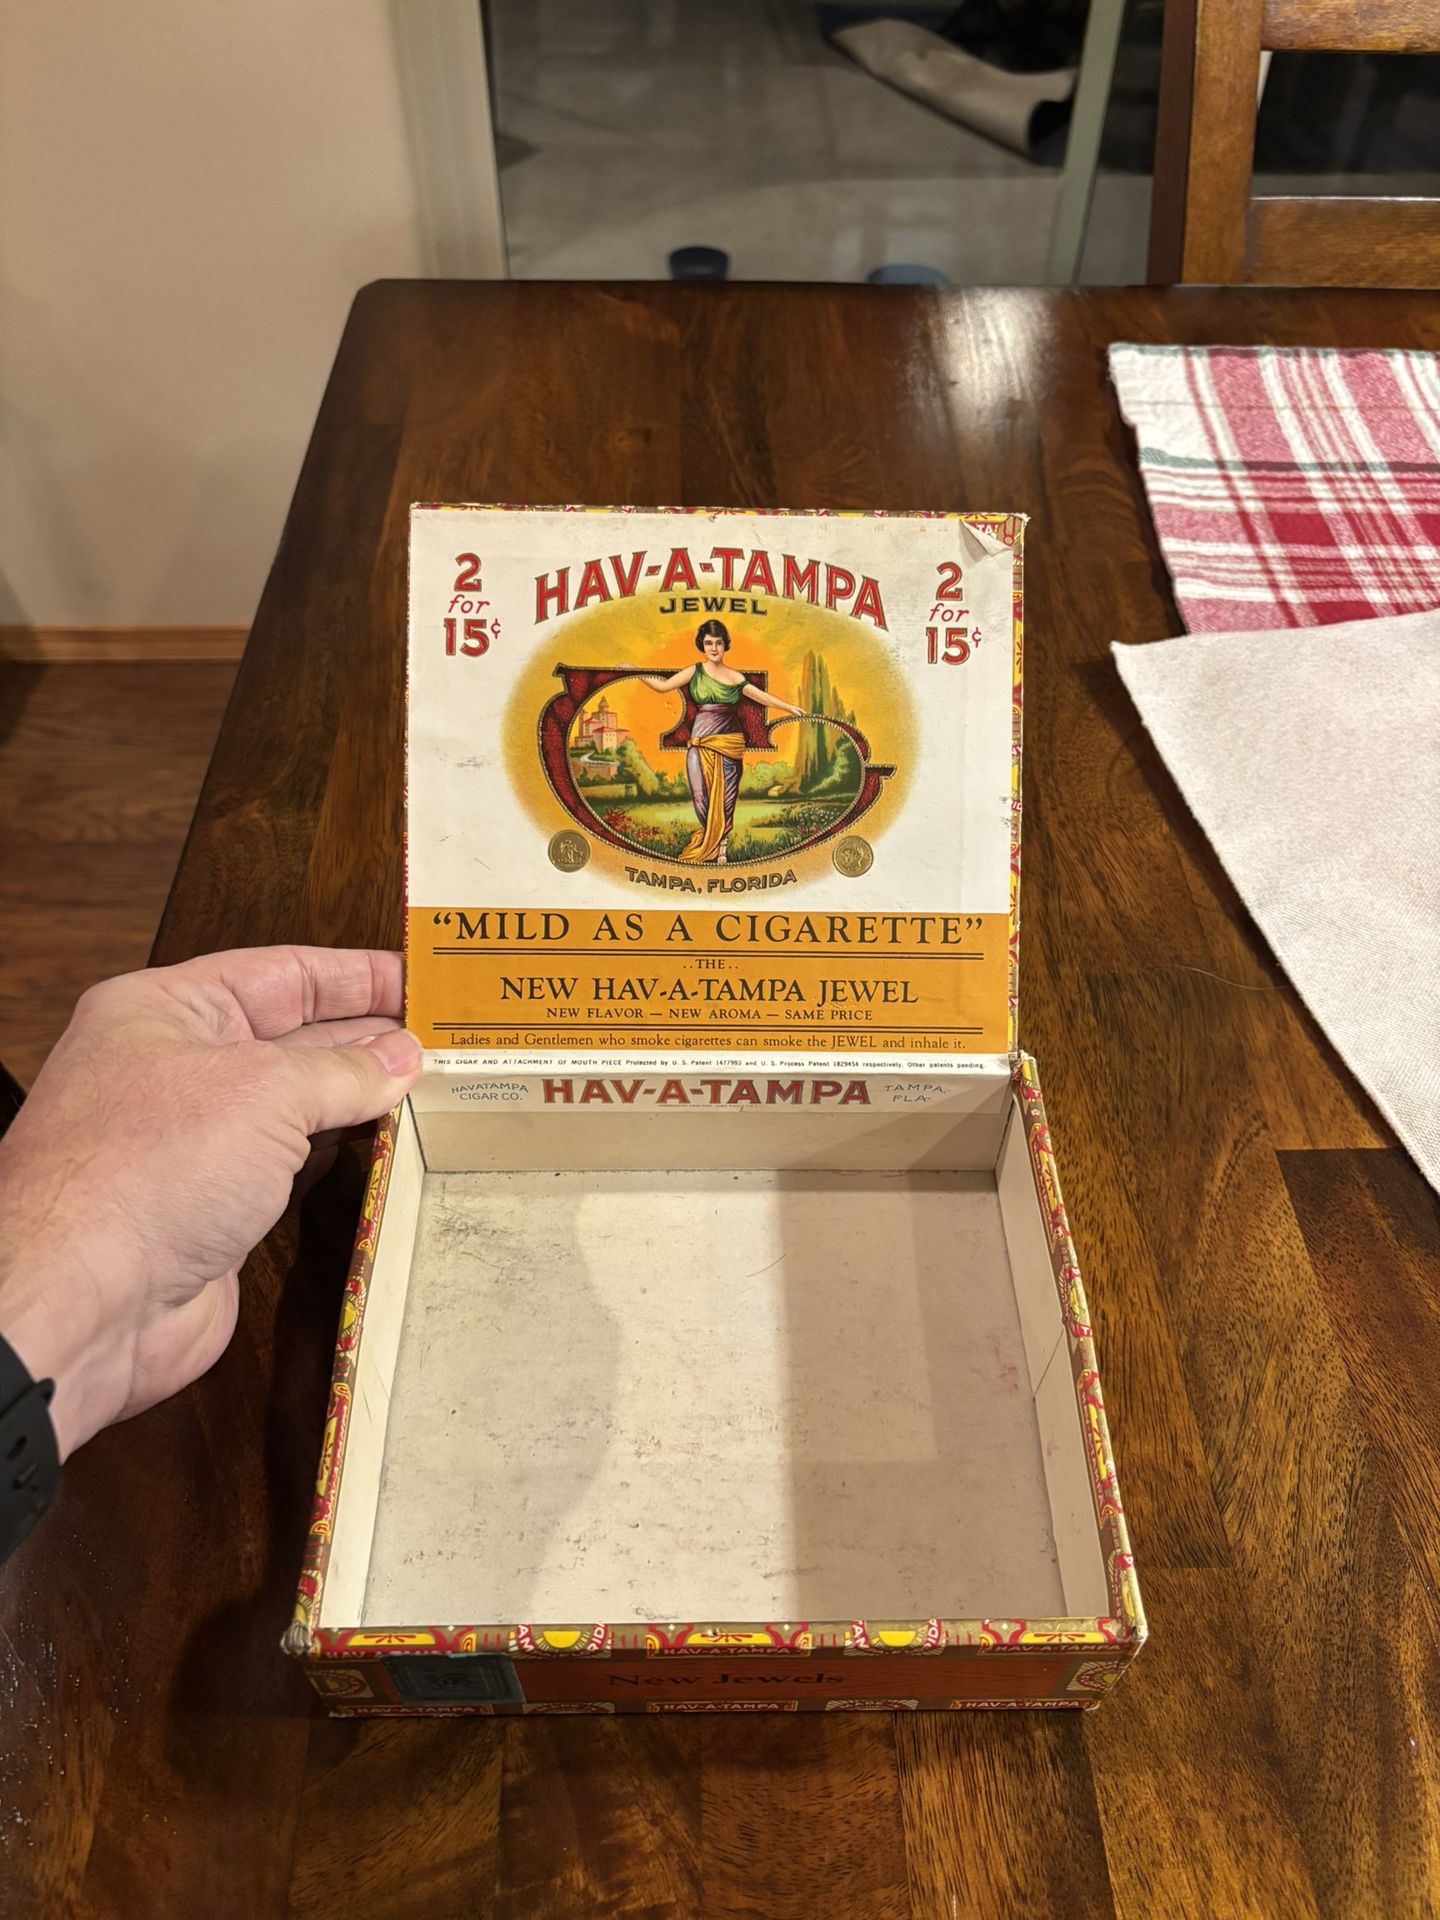 2 for 15¢
HAV-A-TAMPA
2 for 15¢
JEWEL
TAMPA, FLORIDA
"MILD AS A CIGARETTE"
..THE..
NEW HAV-A-TAMPA JEWEL
NEW FLAVOR — NEW AROMA — SAME PRICE
Ladies and Gentlemen who smoke cigarettes can smoke the JEWEL and inhale it.
THIS CIGAR AND ATTACHMENT OF MOUTH PIECE Protected by U. S. Patent 1477993 and U. S. Process Patent 1829454 respectively. Other patents pending.
HAVATAMPA
CIGAR CO.
HAV-A-TAMPA
TAMPA,
FLA-
HAV-A-TAMPA
New Jewels
HAV-A-TAMPA
HAV-A-TAMPA
HAV-A-TAMPA